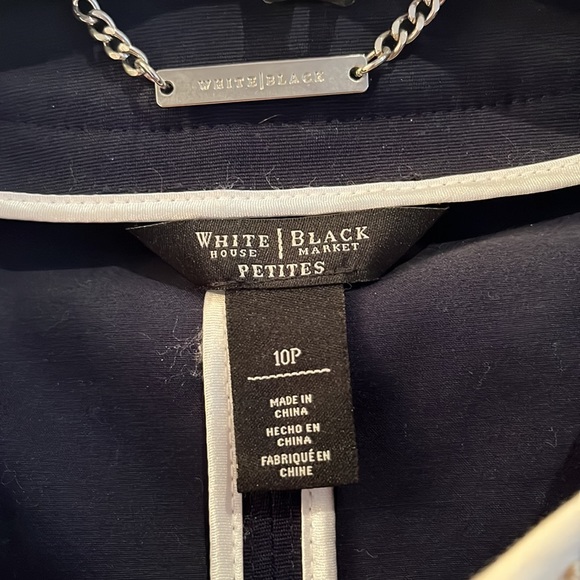 WHITE|BLACK
WHITE | BLACK
HOUSE MARKET
PETITES
10P
MADE IN
CHINA
HECHO EN
CHINA
FABRIQUÉ EN
CHINE